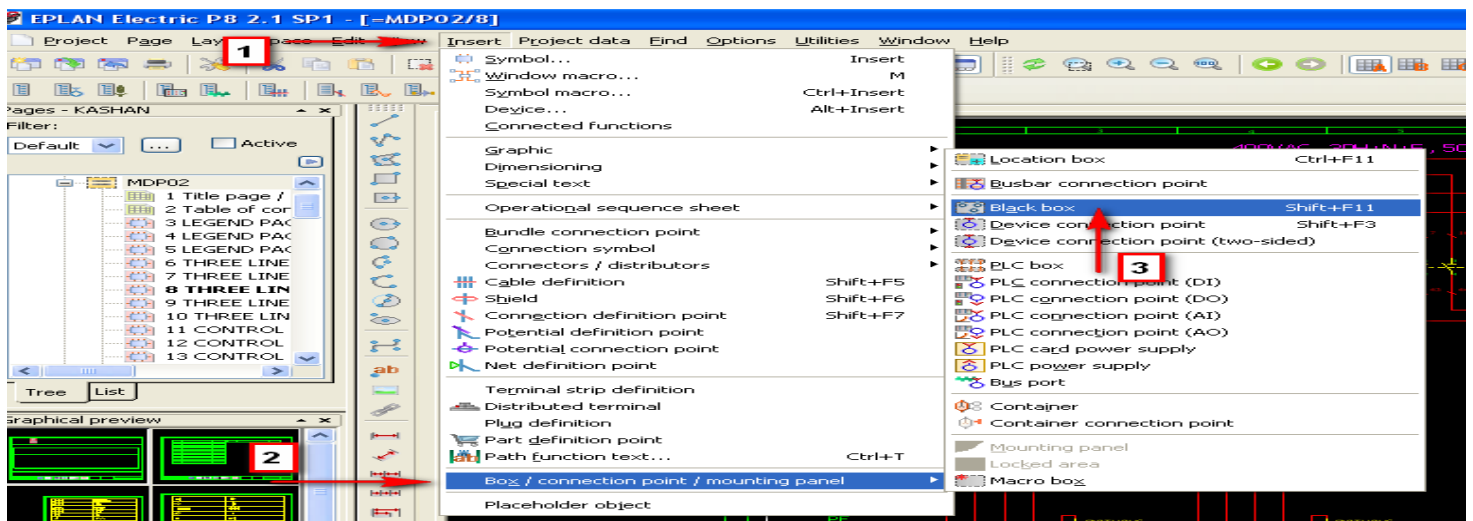 EPLAN Electric P8 2.1 SP1 - [=MDP02/8]
Project Page Edit Insert Project data Find Options Utilities Window Help
1
Pages - KASHAN
Filter:
Default ... Active
MDP02
1 Title page /
2 Table of cor
3 LEGEND PAG
4 LEGEND PAG
5 LEGEND PAG
6 THREE LINE
7 THREE LINE
8 THREE LIN
9 THREE LINE
10 THREE LIN
11 CONTROL
12 CONTROL
13 CONTROL
Tree List
Graphical preview
2
ab
Symbol... Insert
Window macro... M
Symbol macro... Ctrl+Insert
Device... Alt+Insert
Connected functions
Graphic
Dimensioning
Special text
Operational sequence sheet
Bundle connection point
Connection symbol
Connectors / distributors
Cable definition Shift+F5
Shield Shift+F6
Connection definition point Shift+F7
Potential definition point
Potential connection point
Net definition point
Terminal strip definition
Distributed terminal
Plug definition
Part definition point
Path function text... Ctrl+T
Box / connection point / mounting panel
Placeholder object
Location box Ctrl+F11
Busbar connection point
Black box Shift+F11
Device connection point Shift+F3
Device connection point (two-sided)
PLC box
3
PLC connection point (DI)
PLC connection point (DO)
PLC connection point (AI)
PLC connection point (AO)
PLC card power supply
PLC power supply
Bus port
Container
Container connection point
Mounting panel
Locked area
Macro box